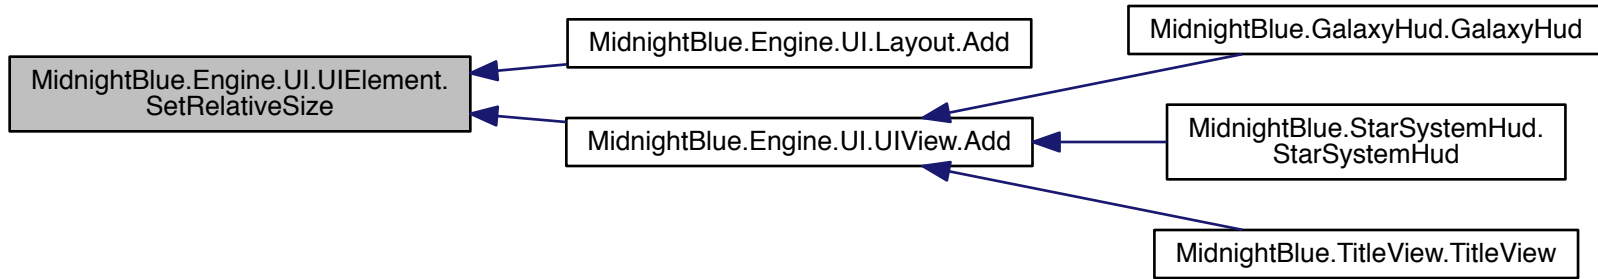 MidnightBlue.Engine.UI.UIElement.
SetRelativeSize
MidnightBlue.Engine.UI.Layout.Add
MidnightBlue.Engine.UI.UIView.Add
MidnightBlue.GalaxyHud.GalaxyHud
MidnightBlue.StarSystemHud.
StarSystemHud
MidnightBlue.TitleView.TitleView